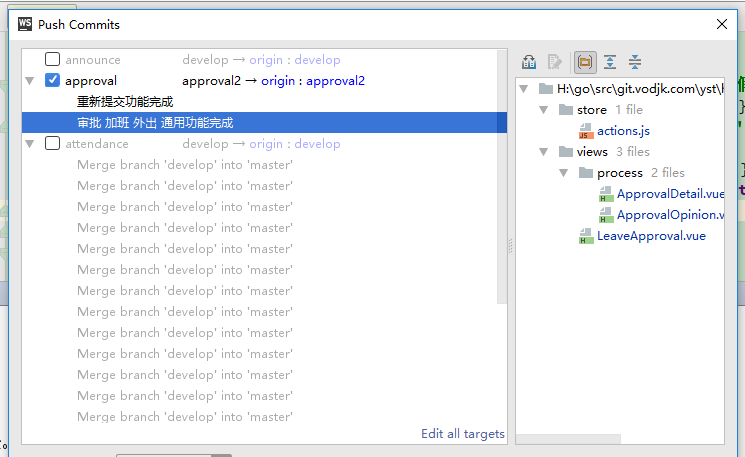 WS Push Commits
announce develop → origin : develop
approval approval2 → origin : approval2
重新提交功能完成
审批 加班 外出 通用功能完成
attendance develop → origin : develop
Merge branch 'develop' into 'master'
Merge branch 'develop' into 'master'
Merge branch 'develop' into 'master'
Merge branch 'develop' into 'master'
Merge branch 'develop' into 'master'
Merge branch 'develop' into 'master'
Merge branch 'develop' into 'master'
Merge branch 'develop' into 'master'
Merge branch 'develop' into 'master'
Merge branch 'develop' into 'master'
Merge branch 'develop' into 'master'
Merge branch 'develop' into 'master'
Merge branch 'develop' into 'master'
Edit all targets
H:\go\src\git.vodjk.com\yst\
store 1 file
actions.js
views 3 files
process 2 files
ApprovalDetail.vue
ApprovalOpinion.v
LeaveApproval.vue